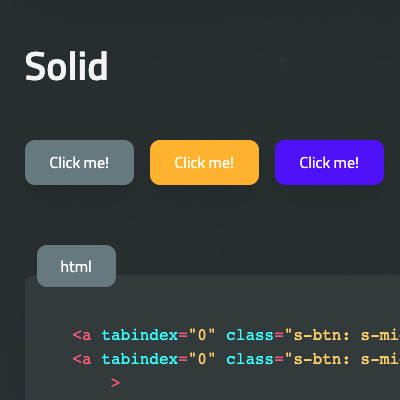 Solid
Click me! Click me! Click me!
html
<a tabindex="0" class="s-btn: s-mi
<a tabindex="0" class="s-btn: s-mi
>